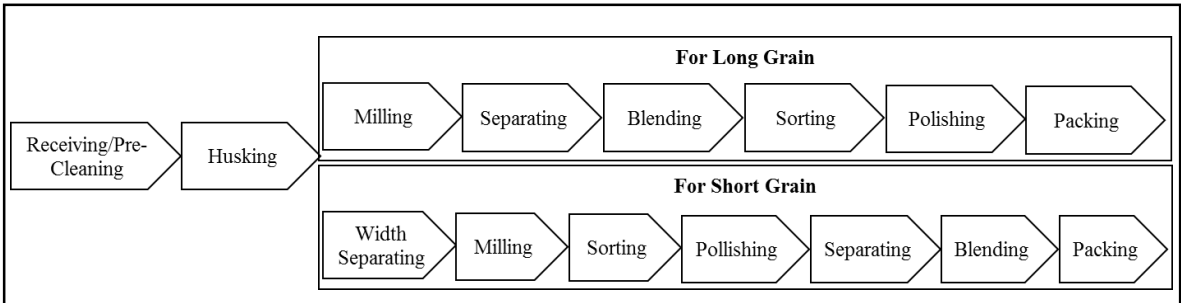 Receiving/Pre-
Cleaning
Husking
For Long Grain
Milling
Separating
Blending
Sorting
Polishing
Packing
For Short Grain
Width
Separating
Milling
Sorting
Pollishing
Separating
Blending
Packing